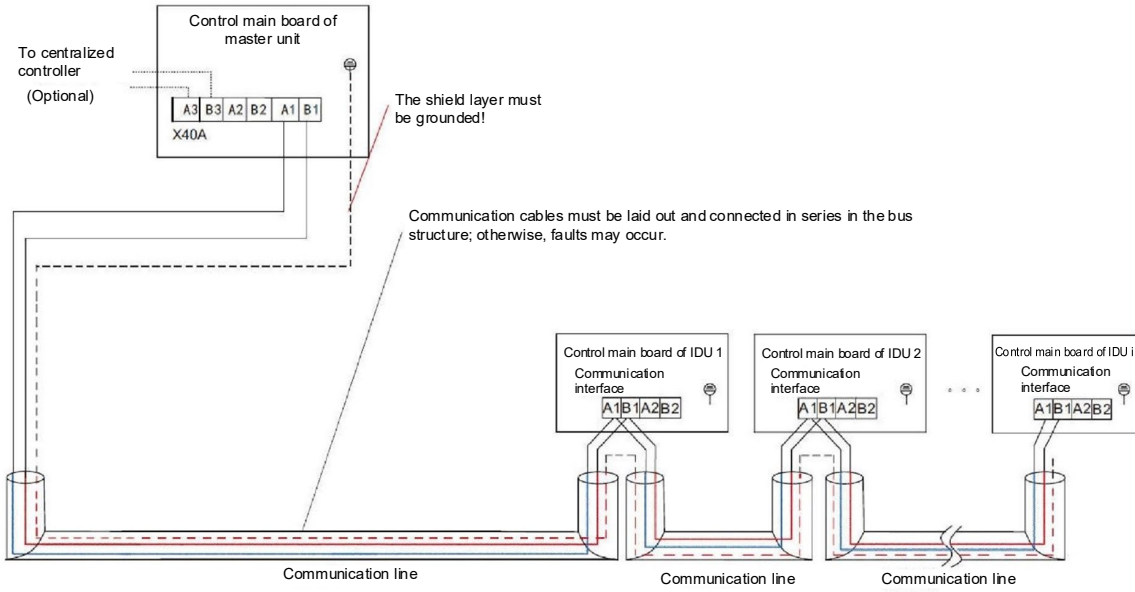 Control main board of
master unit
To centralized
controller
(Optional)
A3 B3 A2 B2 A1 B1
X40A
The shield layer must
be grounded!
Communication cables must be laid out and connected in series in the bus
structure; otherwise, faults may occur.
Control main board of IDU 1
Communication
interface
A1 B1 A2 B2
Control main board of IDU 2
Communication
interface
A1 B1 A2 B2
Control main board of IDU i
Communication
interface
A1 B1 A2 B2
Communication line
Communication line
Communication line